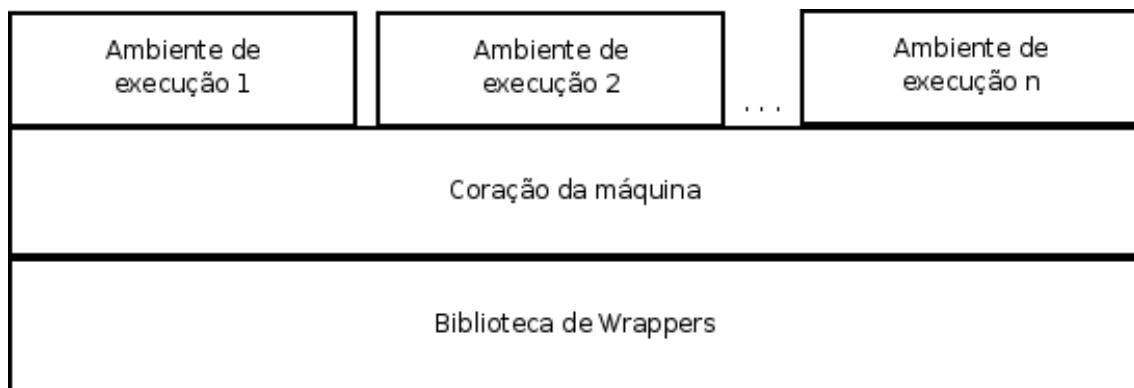 Ambiente de
execução 1
Ambiente de
execução 2
. . .
Ambiente de
execução n
Coração da máquina
Biblioteca de Wrappers